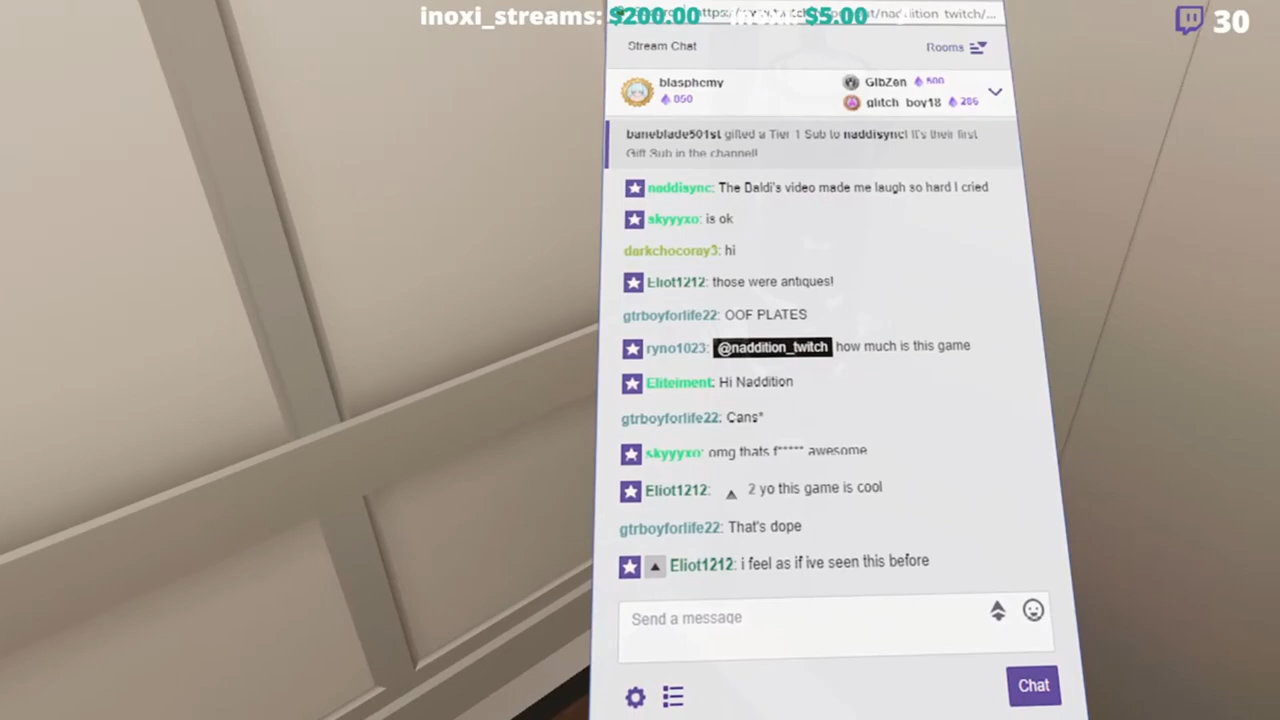 inoxi_streams: $200.00 $5.00
30
Stream Chat
Rooms
blasphemy
850
GibZen 500
glitch_boy18 286
baneblade501st gifted a Tier 1 Sub to naddisync! It's their first
Gift Sub in the channel!
naddisync: The Baldi's video made me laugh so hard I cried
skyyyxo: is ok
darkchocoray3: hi
Eliot1212: those were antiques!
gtrboyforlife22: OOF PLATES
ryno1023: @naddition_twitch how much is this game
Eliteiment: Hi Naddition
gtrboyforlife22: Cans*
skyyyxo: omg thats f***** awesome
Eliot1212: 2 yo this game is cool
gtrboyforlife22: That's dope
Eliot1212: i feel as if ive seen this before
Send a message
Chat